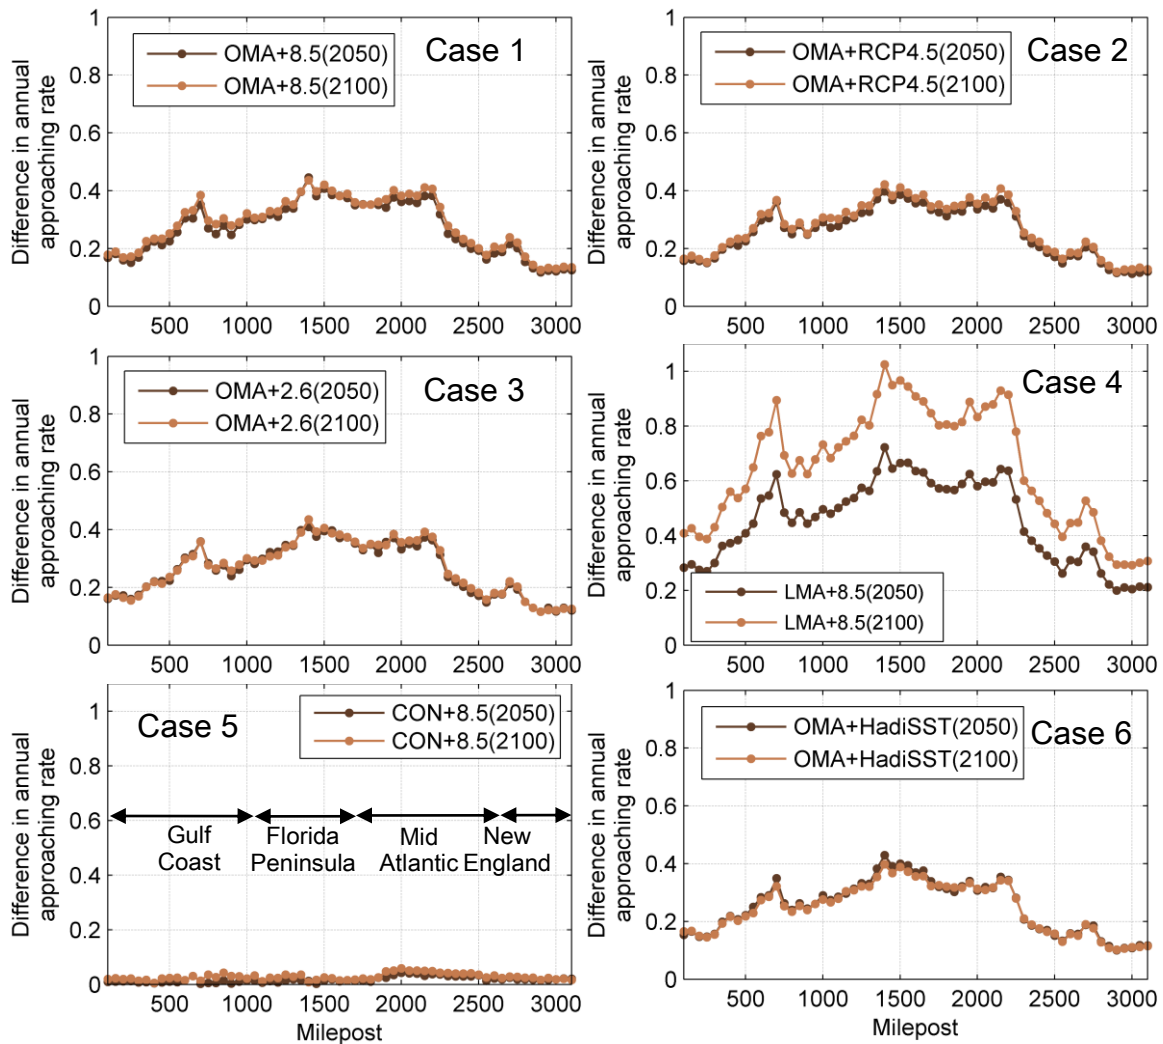 Difference in annual
approaching rate
1
0.8
0.6
0.4
0.2
0
OMA+8.5(2050)
OMA+8.5(2100)
Case 1
500 1000 1500 2000 2500 3000
Difference in annual
approaching rate
1
0.8
0.6
0.4
0.2
0
OMA+RCP4.5(2050)
OMA+RCP4.5(2100)
Case 2
500 1000 1500 2000 2500 3000
Difference in annual
approaching rate
1
0.8
0.6
0.4
0.2
0
OMA+2.6(2050)
OMA+2.6(2100)
Case 3
500 1000 1500 2000 2500 3000
Difference in annual
approaching rate
1
0.8
0.6
0.4
0.2
0
Case 4
LMA+8.5(2050)
LMA+8.5(2100)
500 1000 1500 2000 2500 3000
Difference in annual
approaching rate
1
0.8
0.6
0.4
0.2
0
Case 5
CON+8.5(2050)
CON+8.5(2100)
Gulf
Coast
Florida
Peninsula
Mid
Atlantic
New
England
500 1000 1500 2000 2500 3000
Milepost
Difference in annual
approaching rate
1
0.8
0.6
0.4
0.2
0
OMA+HadiSST(2050)
OMA+HadiSST(2100)
Case 6
500 1000 1500 2000 2500 3000
Milepost